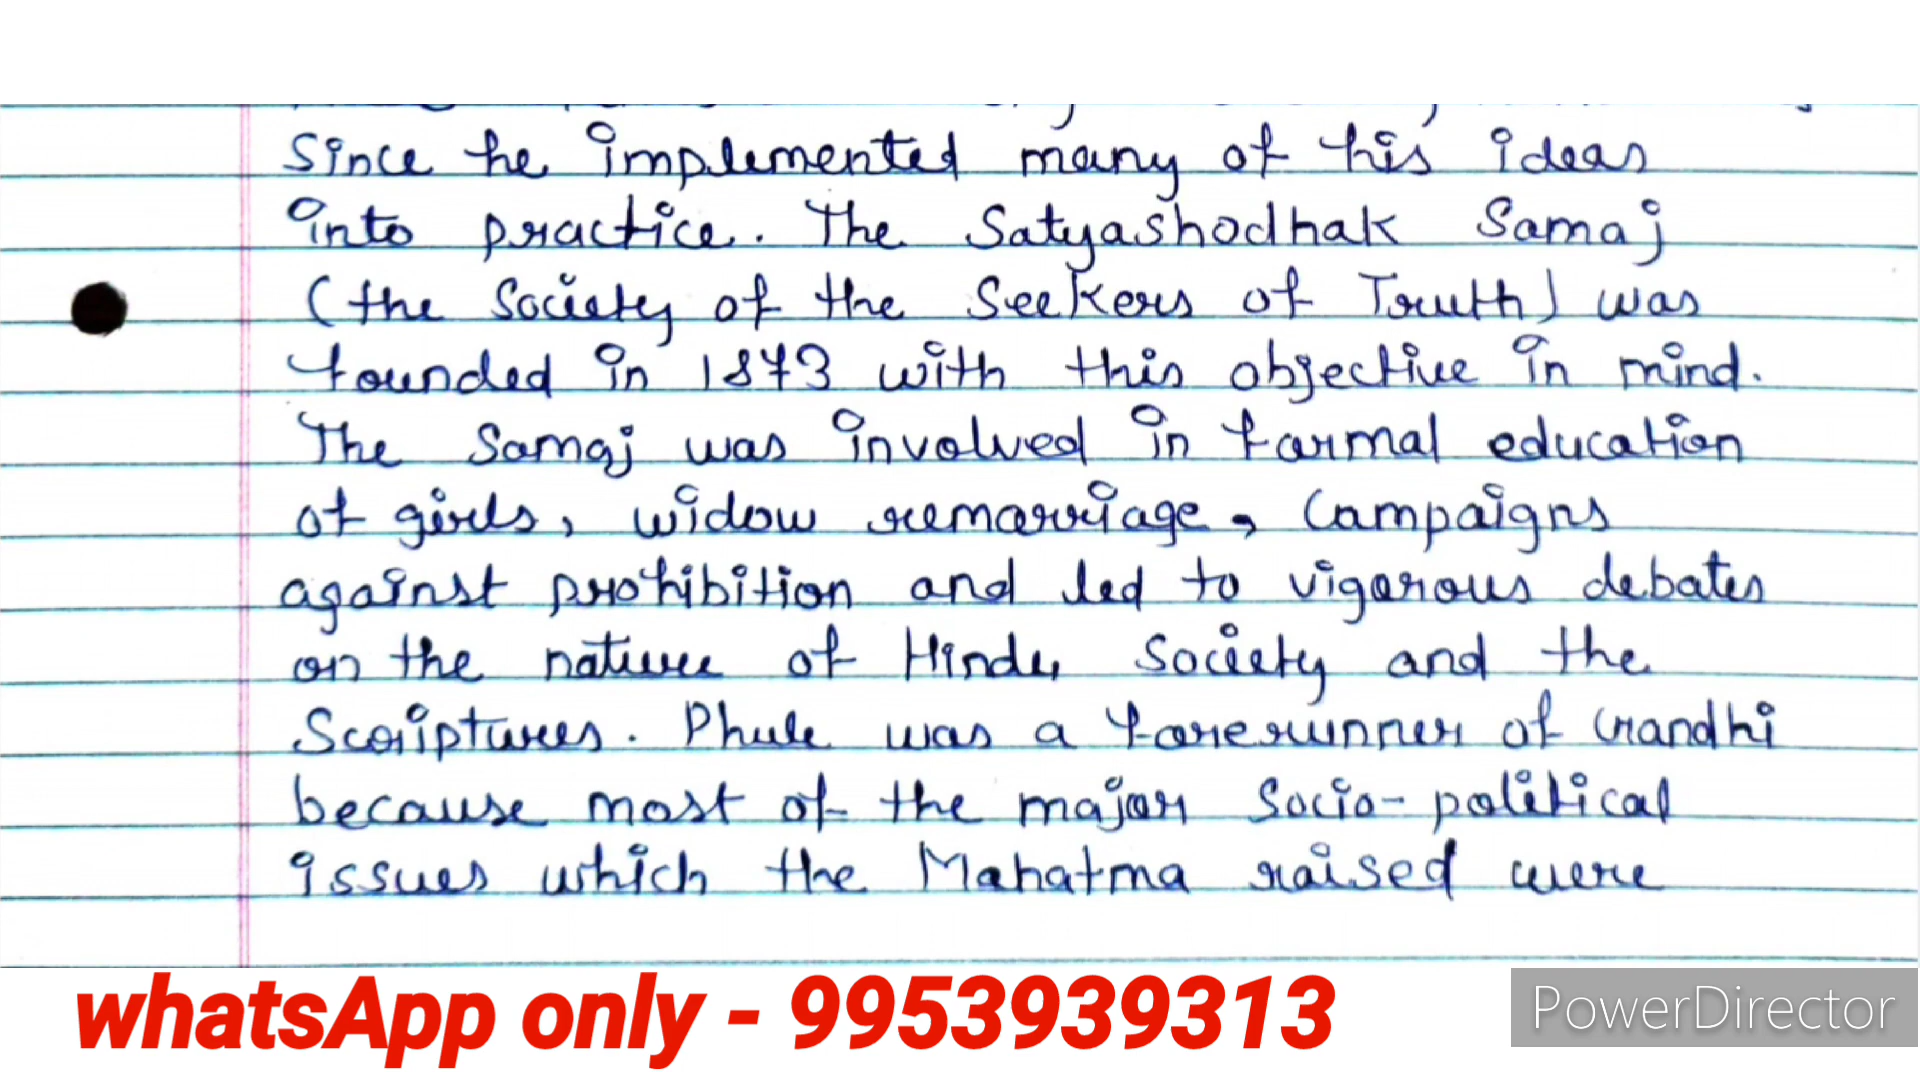 Since he implemented many of his ideas
into practice. The Satyashodhak Samaj
(the Society of the Seekers of Truth) was
founded in 1873 with this objective in mind.
The Samaj was involved in formal education
of girls, widow remarriage, Campaigns
against prohibition and led to vigorous debates
on the nature of Hindu Society and the
Scriptures. Phule was a forerunner of Gandhi
because most of the major Socio-political
issues which the Mahatma raised were
whatsApp only - 9953939313
PowerDirector